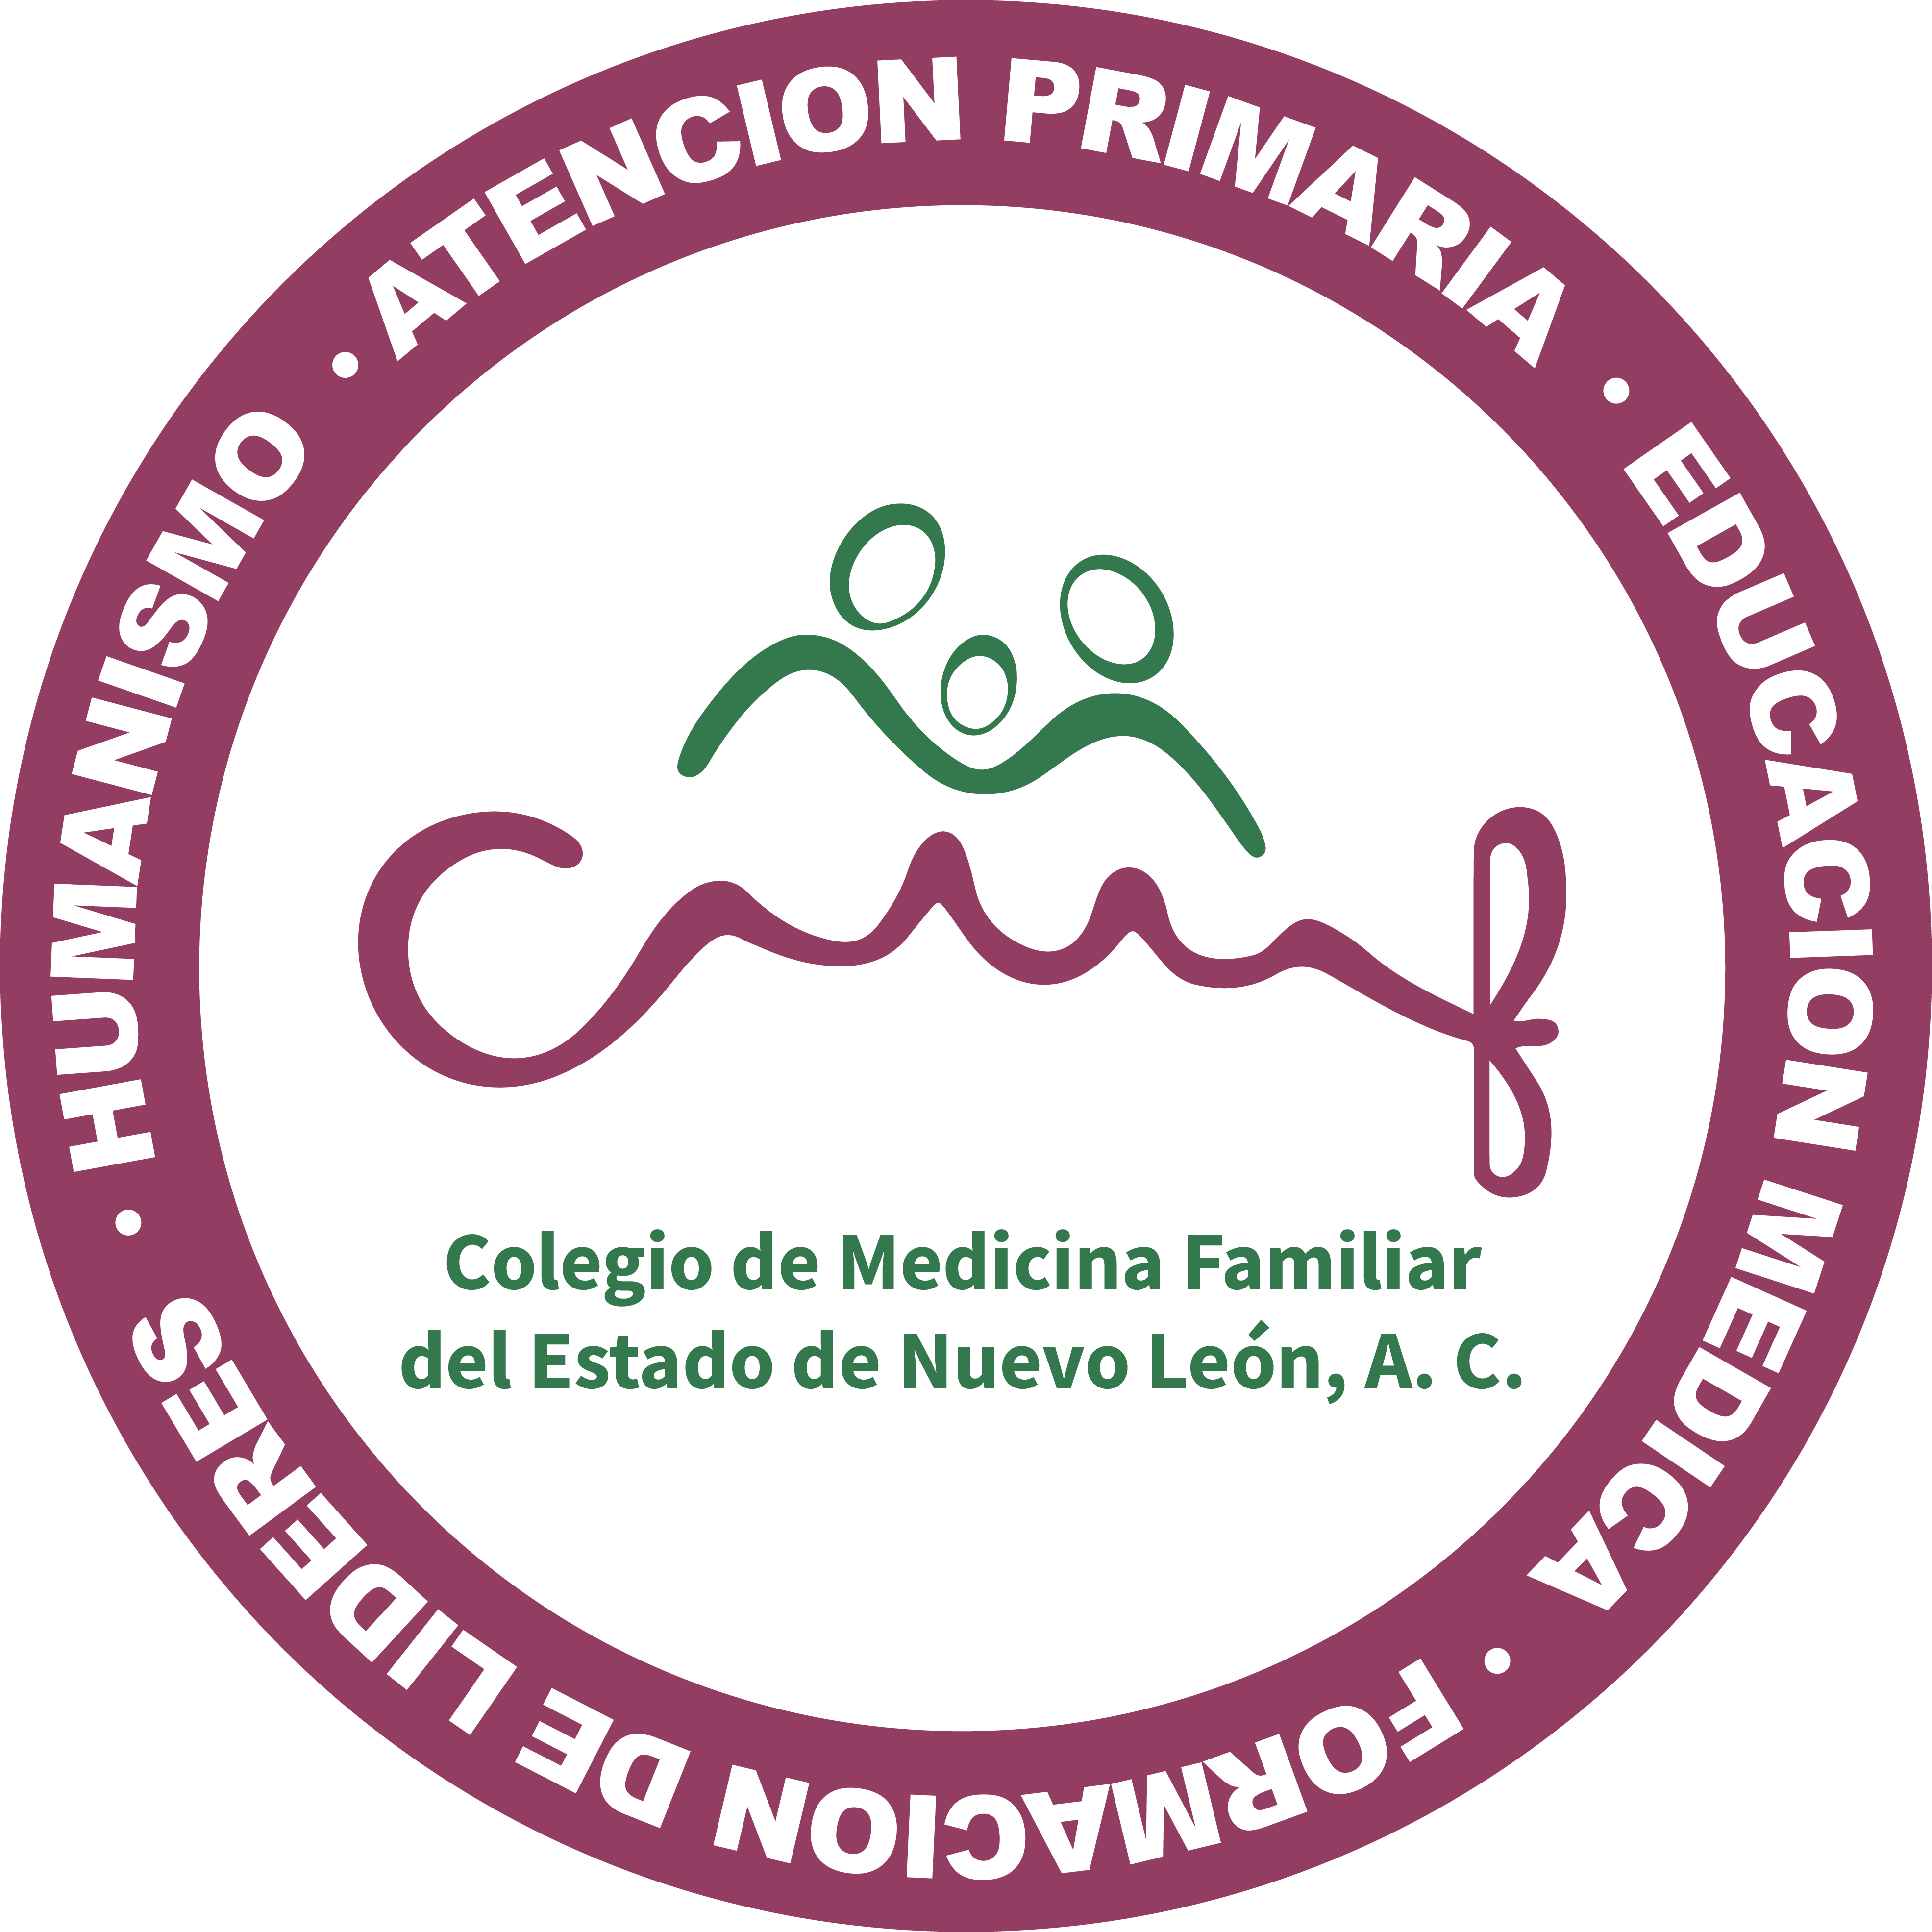 HUMANISMO • ATENCION PRIMARIA • EDUCACION MEDICA • FORMACION DE LIDERES •
Colegio de Medicina Familiar
del Estado de Nuevo León, A. C.